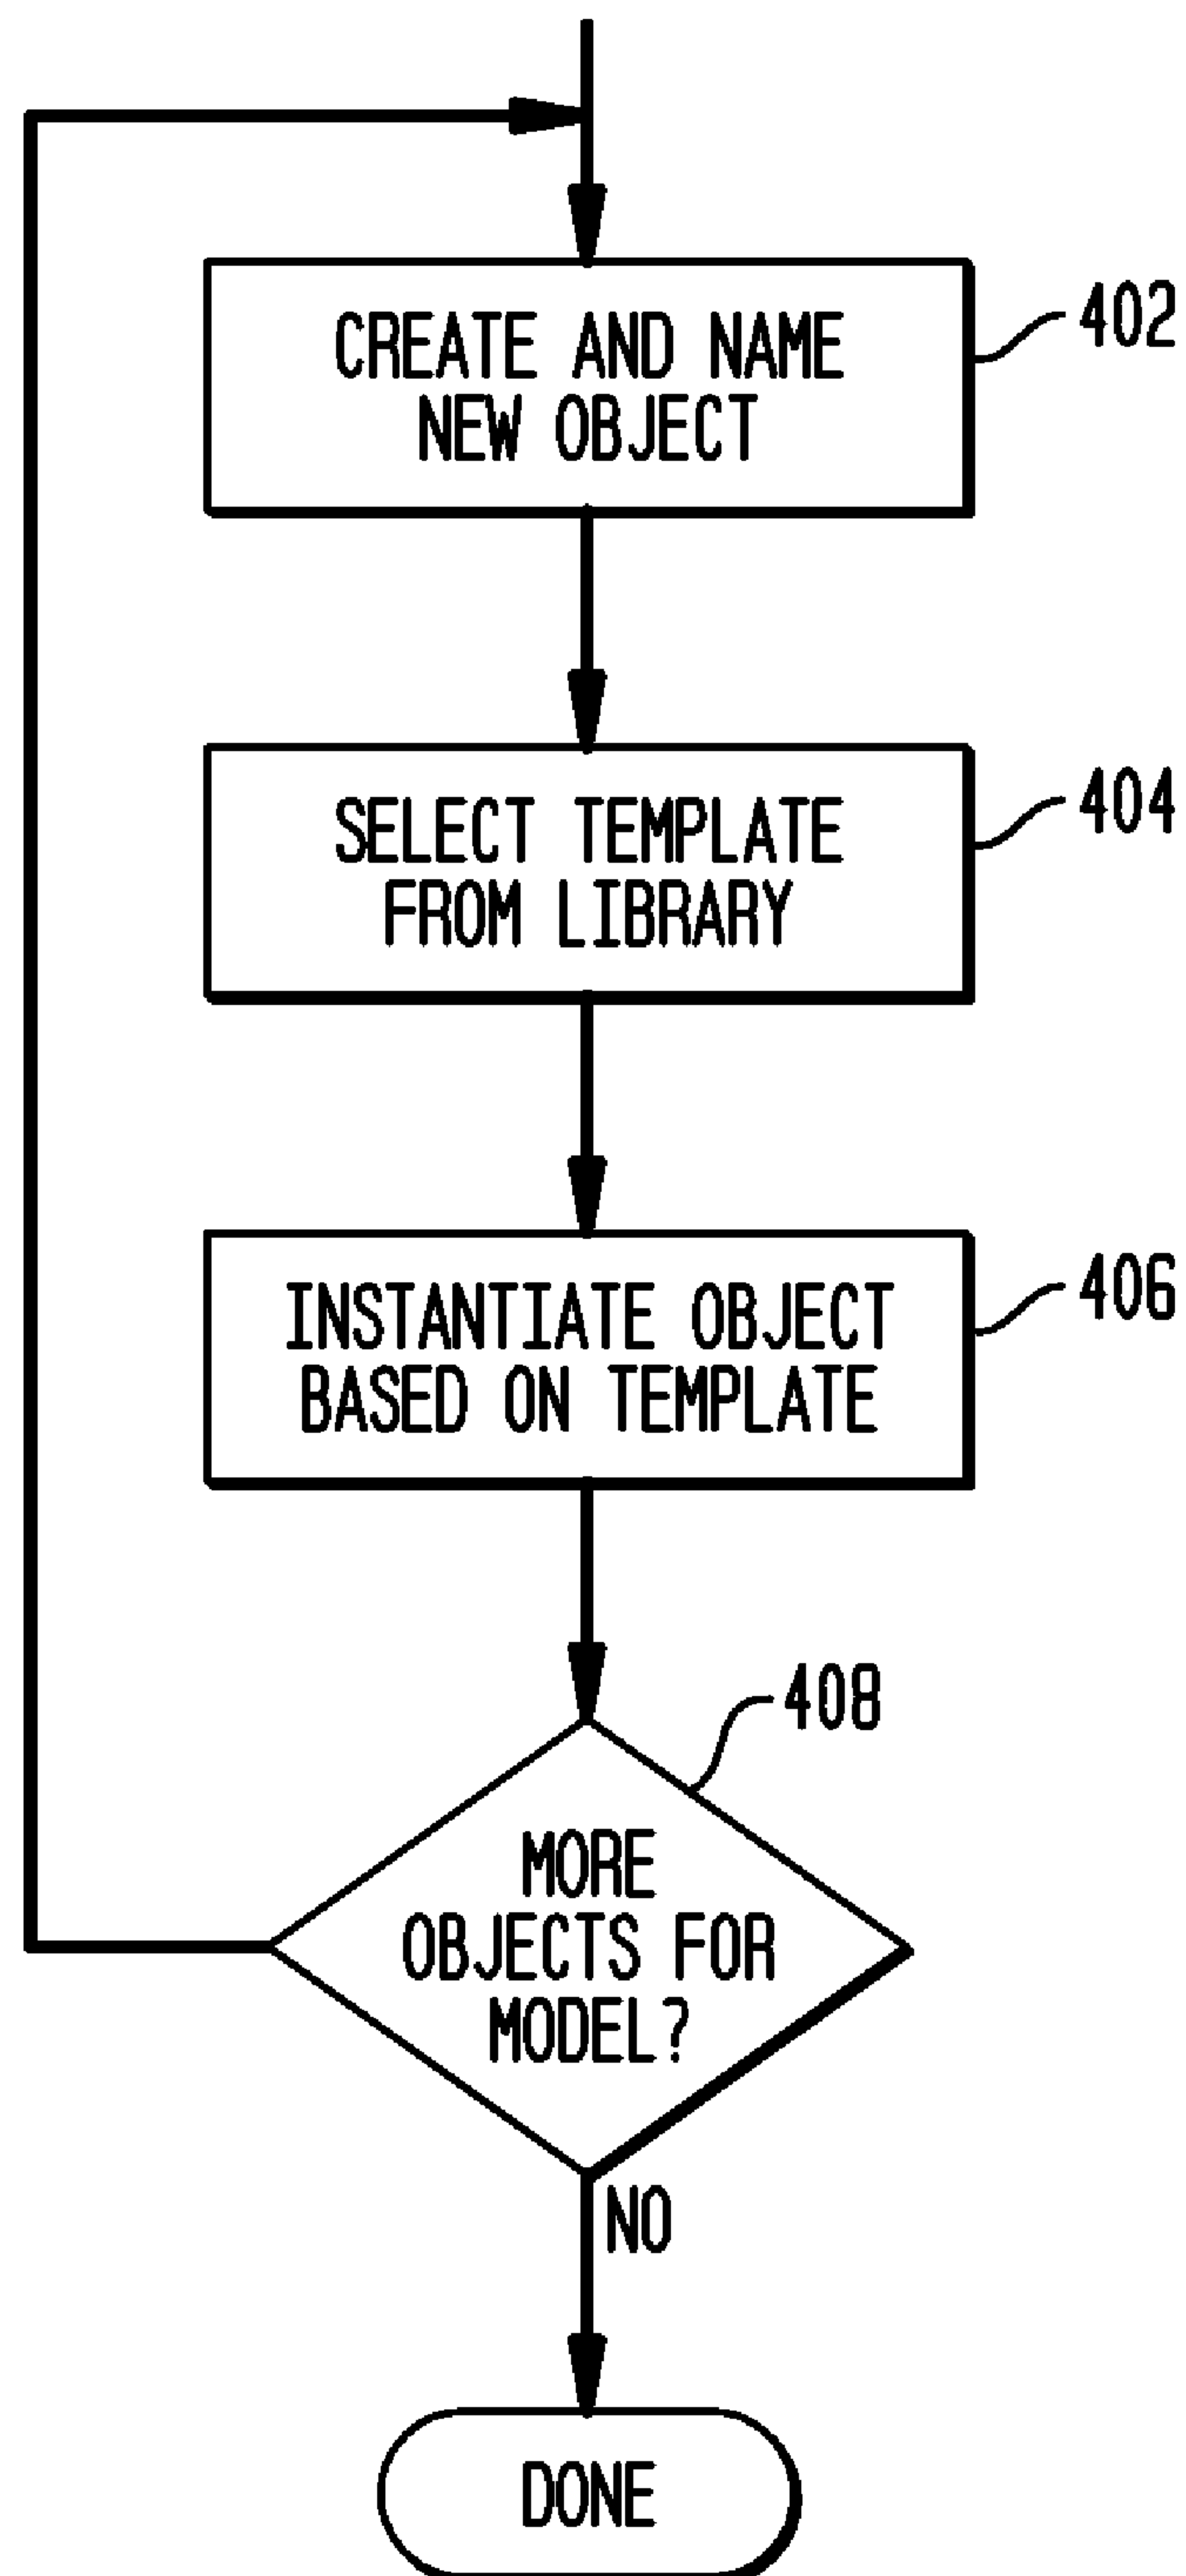 CREATE AND NAME
NEW OBJECT
402
SELECT TEMPLATE
FROM LIBRARY
404
INSTANTIATE OBJECT
BASED ON TEMPLATE
406
408
MORE
OBJECTS FOR
MODEL?
NO
DONE